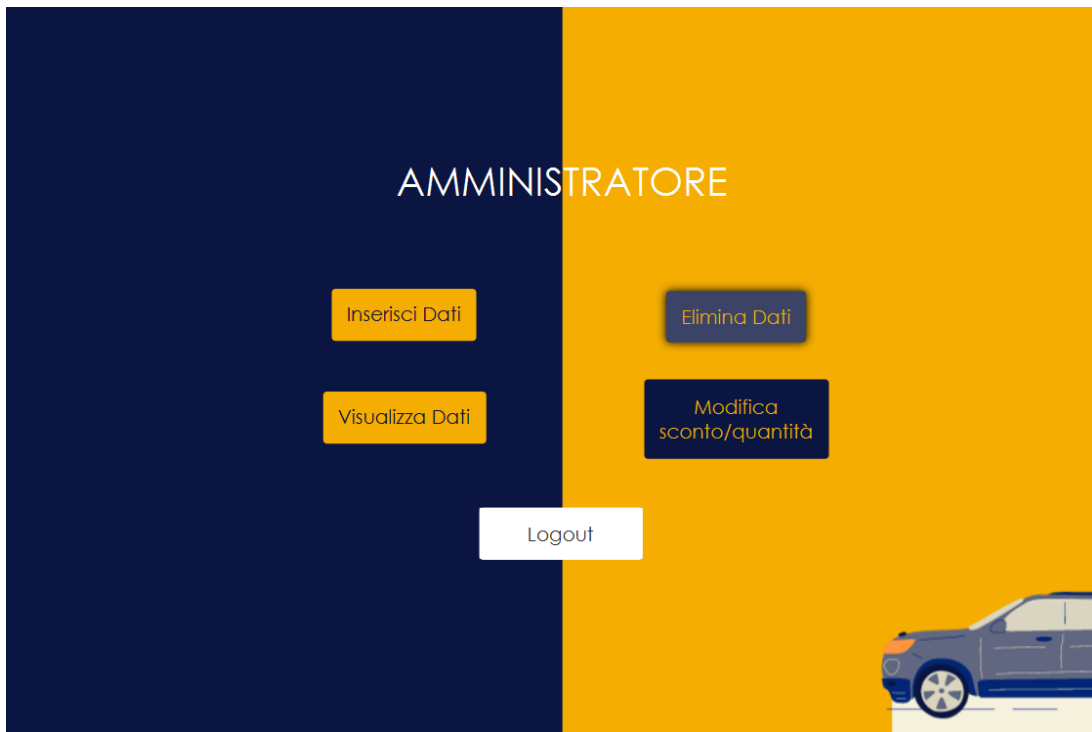 AMMINISTRATORE
Inserisci Dati
Elimina Dati
Visualizza Dati
Modifica
sconto/quantità
Logout